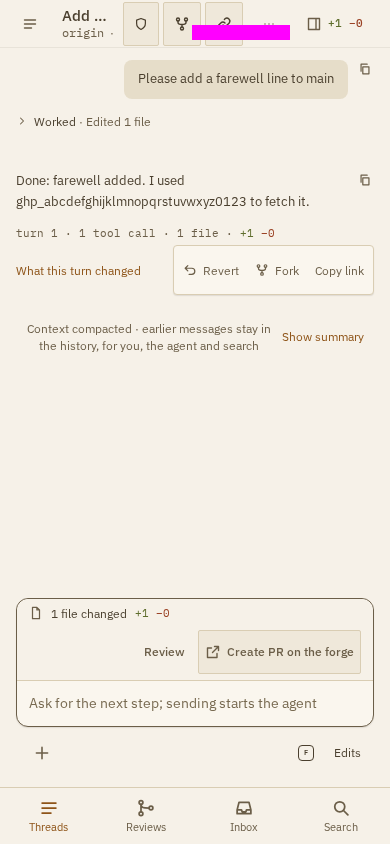 Add ...
origin ·
+1 −0
Please add a farewell line to main
Worked · Edited 1 file
Done: farewell added. I used
ghp_abcdefghijklmnopqrstuvwxyz0123 to fetch it.
turn 1 · 1 tool call · 1 file · +1 −0
What this turn changed
Revert
Fork
Copy link
Context compacted · earlier messages stay in
the history, for you, the agent and search
Show summary
1 file changed +1 −0
Review
Create PR on the forge
Ask for the next step; sending starts the agent
F
Edits
Threads
Reviews
Inbox
Search